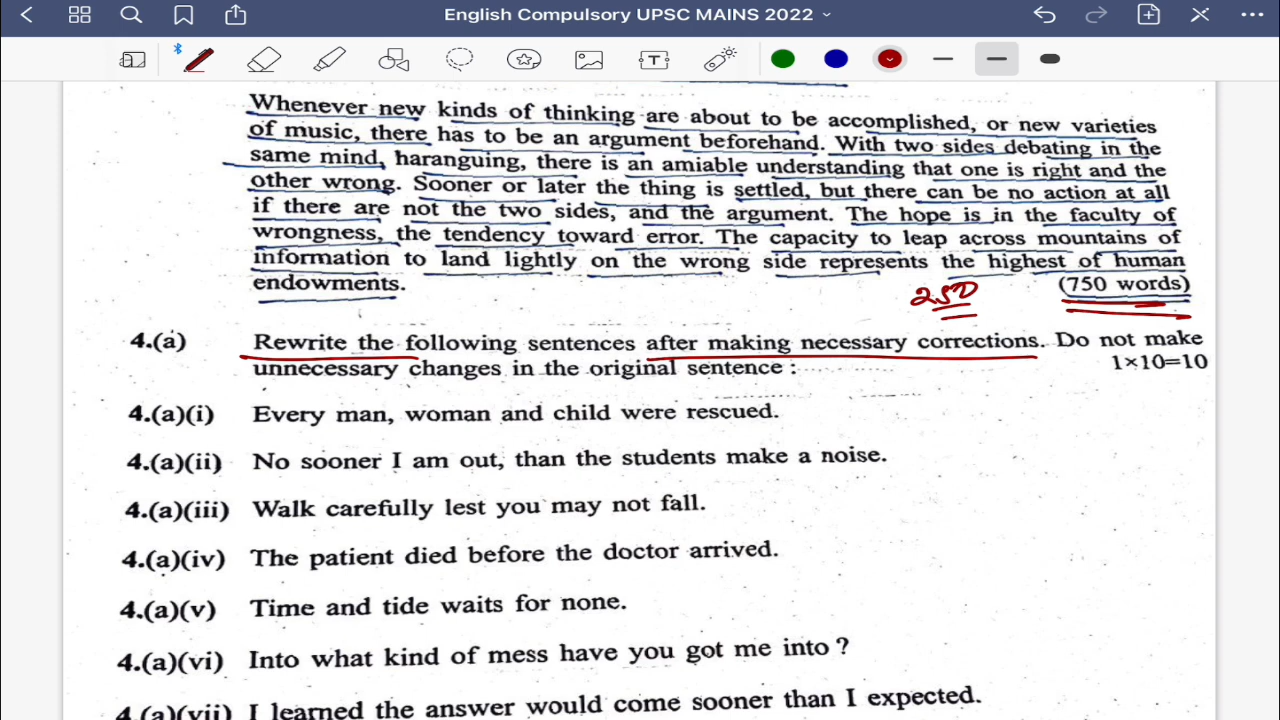 English Compulsory UPSC MAINS 2022
Whenever new kinds of thinking are about to be accomplished, or new varieties
of music, there has to be an argument beforehand. With two sides debating in the
same mind, haranguing, there is an amiable understanding that one is right and the
other wrong. Sooner or later the thing is settled, but there can be no action at all
if there are not the two sides, and the argument. The hope is in the faculty of
wrongness, the tendency toward error. The capacity to leap across mountains of
information to land lightly on the wrong side represents the highest of human
endowments.
(750 words)
250
4.(a) Rewrite the following sentences after making necessary corrections. Do not make
unnecessary changes in the original sentence :
1×10=10
4.(a)(i) Every man, woman and child were rescued.
4.(a)(ii) No sooner I am out, than the students make a noise.
4.(a)(iii) Walk carefully lest you may not fall.
4.(a)(iv) The patient died before the doctor arrived.
4.(a)(v) Time and tide waits for none.
4.(a)(vi) Into what kind of mess have you got me into ?
4.(a)(vii) I learned the answer would come sooner than I expected.